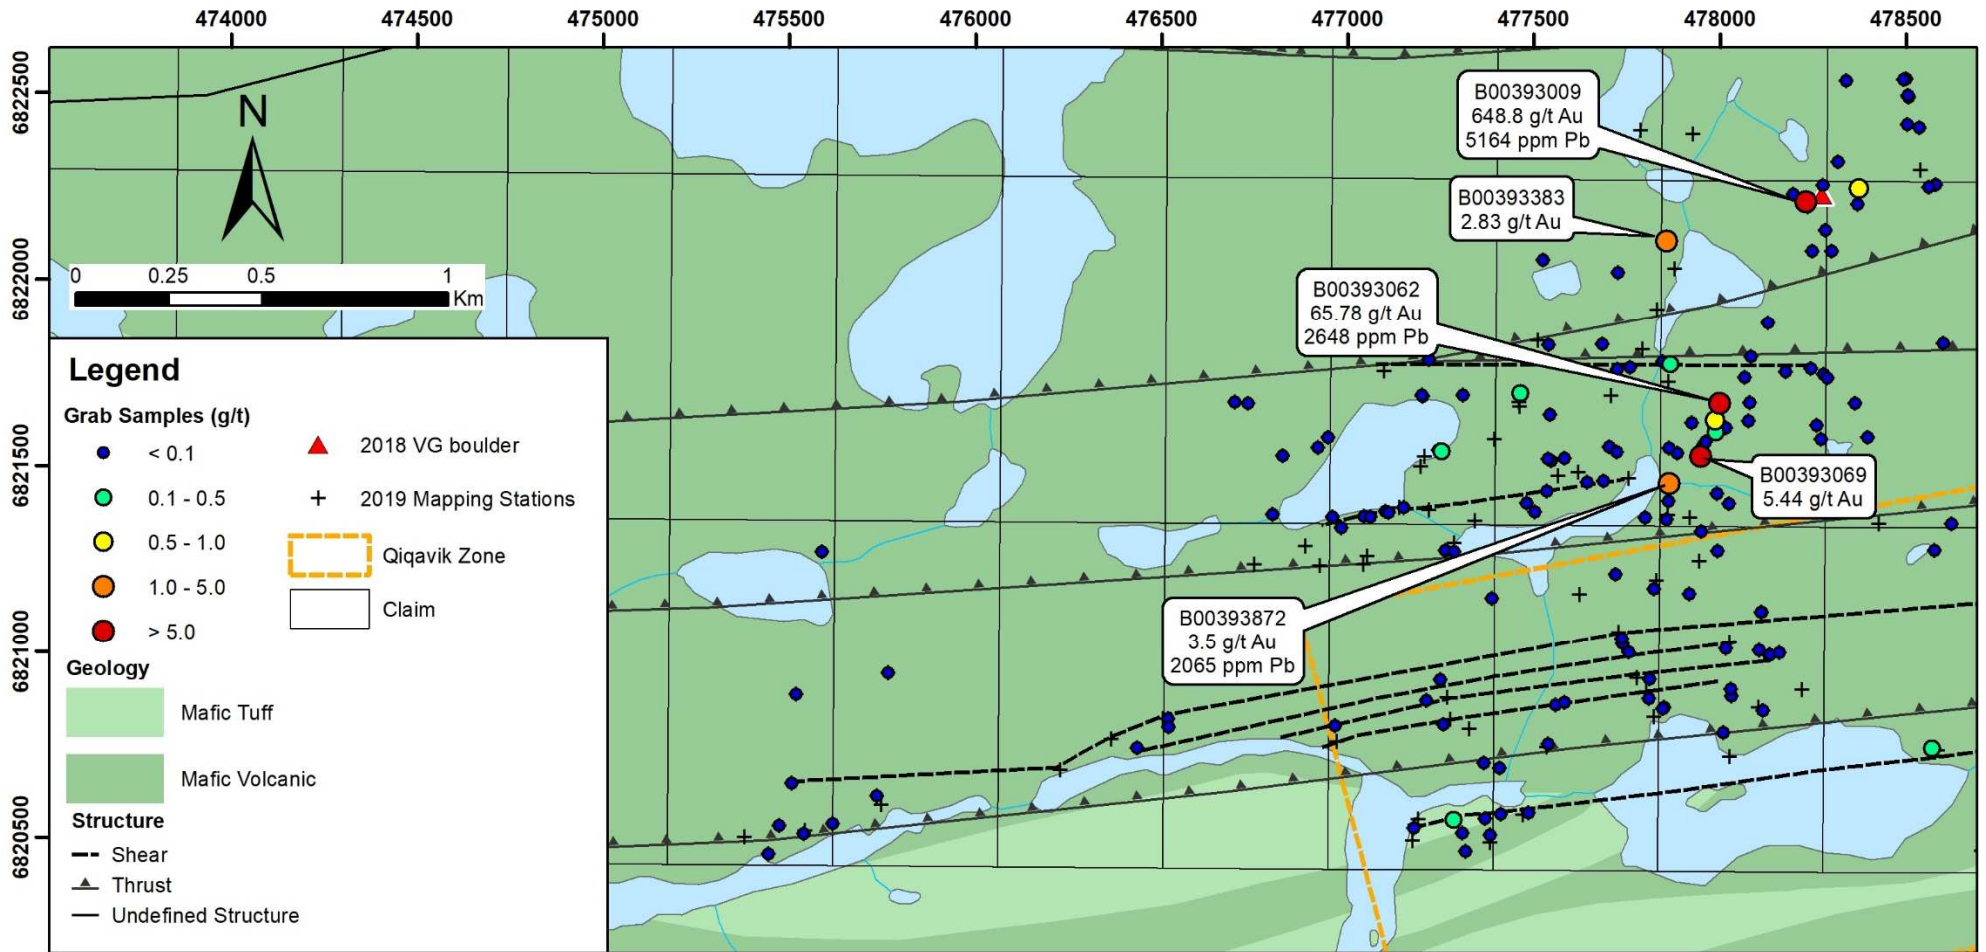 474000 474500 475000 475500 476000 476500 477000 477500 478000 478500
6822500
6822000
6821500
6821000
6820500
N
0 0.25 0.5 1
Km
B00393009
648.8 g/t Au
5164 ppm Pb
B00393383
2.83 g/t Au
B00393062
65.78 g/t Au
2648 ppm Pb
B00393069
5.44 g/t Au
B00393872
3.5 g/t Au
2065 ppm Pb
Legend
Grab Samples (g/t)
< 0.1
0.1 - 0.5
0.5 - 1.0
1.0 - 5.0
> 5.0
2018 VG boulder
2019 Mapping Stations
Qiqavik Zone
Claim
Geology
Mafic Tuff
Mafic Volcanic
Structure
Shear
Thrust
Undefined Structure